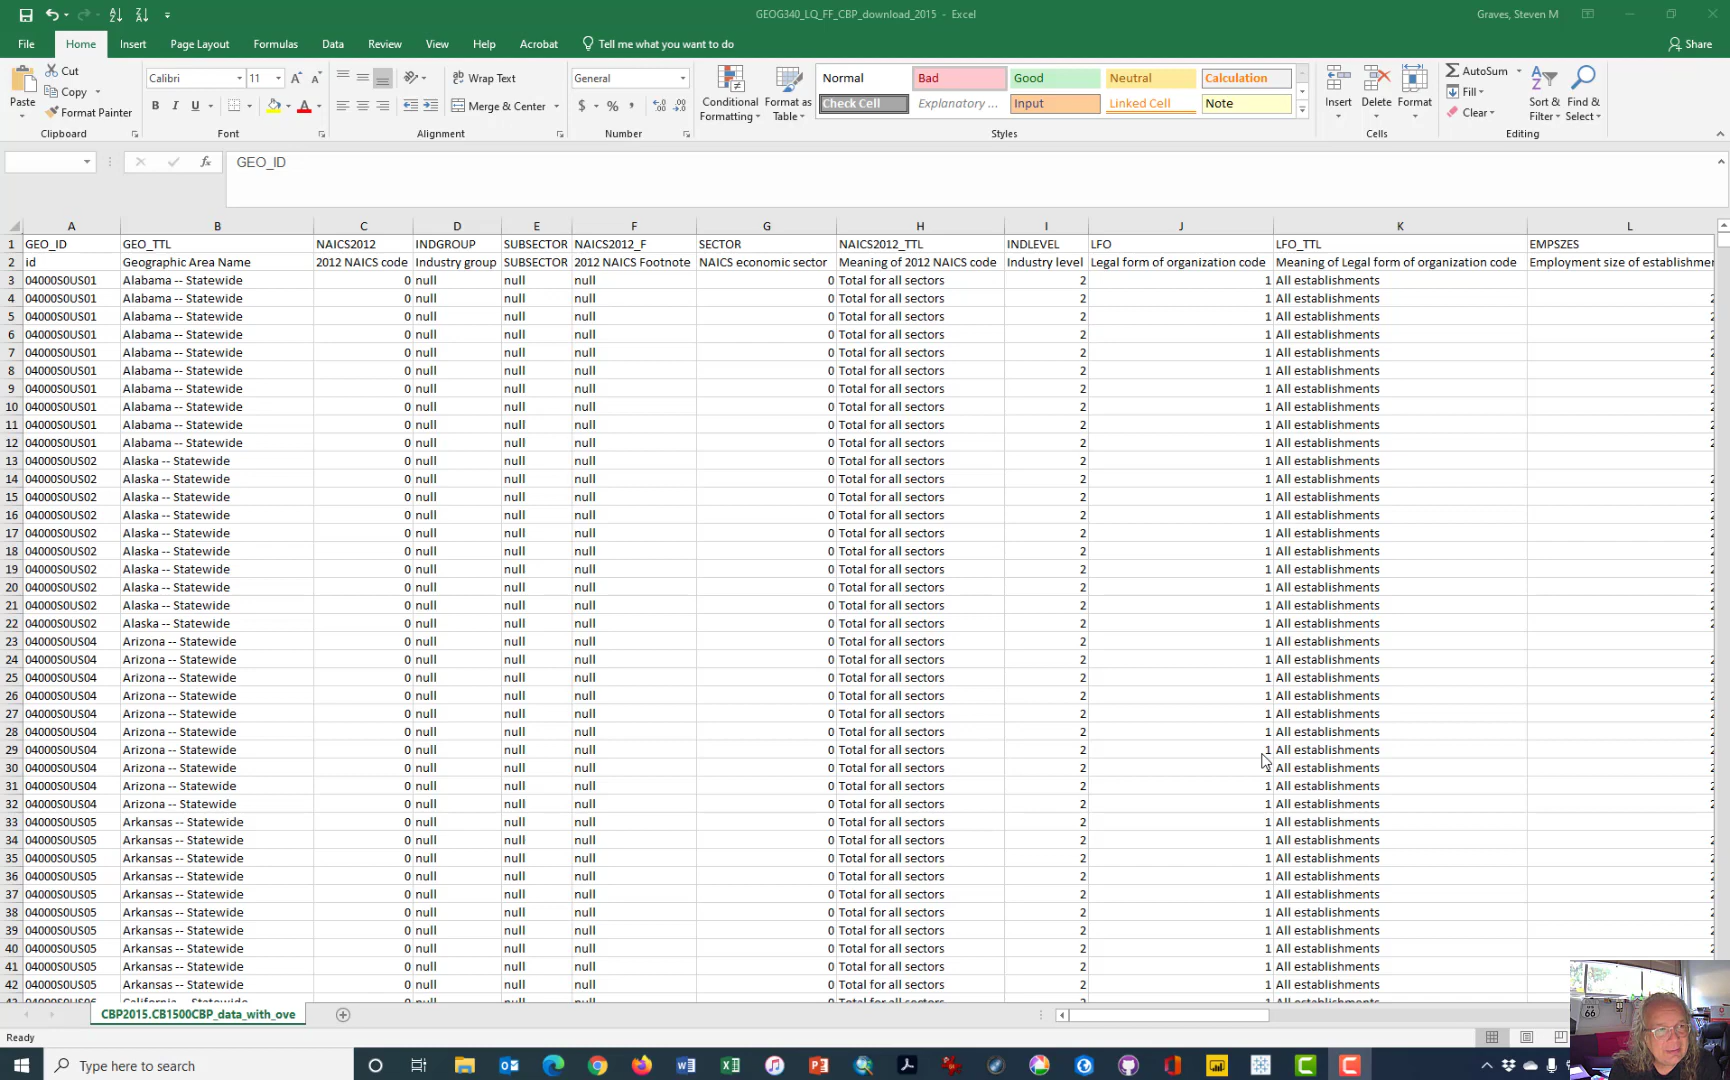 GEOG340_LQ_FF_CBP_download_2015 - Excel
Graves, Steven M
File Home Insert Page Layout Formulas Data Review View Help Acrobat Tell me what you want to do Share
Paste Cut Copy Format Painter
Calibri 11
B I U A
Wrap Text
Merge & Center
General
$ % ,
Conditional Formatting Format as Table
Normal Bad Good Neutral Calculation
Check Cell Explanatory ... Input Linked Cell Note
Insert Delete Format
AutoSum Fill Clear
Sort & Filter Find & Select
Clipboard Font Alignment Number Styles Cells Editing
fx GEO_ID
A B C D E F G H I J K L
1 GEO_ID GEO_TTL NAICS2012 INDGROUP SUBSECTOR NAICS2012_F SECTOR NAICS2012_TTL INDLEVEL LFO LFO_TTL EMPSZES
2 id Geographic Area Name 2012 NAICS code Industry group SUBSECTOR 2012 NAICS Footnote NAICS economic sector Meaning of 2012 NAICS code Industry level Legal form of organization code Meaning of Legal form of organization code Employment size of establishmer
3 04000S0US01 Alabama -- Statewide 0 null null null 0 Total for all sectors 2 1 All establishments
4 04000S0US01 Alabama -- Statewide 0 null null null 0 Total for all sectors 2 1 All establishments 2
5 04000S0US01 Alabama -- Statewide 0 null null null 0 Total for all sectors 2 1 All establishments 2
6 04000S0US01 Alabama -- Statewide 0 null null null 0 Total for all sectors 2 1 All establishments 2
7 04000S0US01 Alabama -- Statewide 0 null null null 0 Total for all sectors 2 1 All establishments 2
8 04000S0US01 Alabama -- Statewide 0 null null null 0 Total for all sectors 2 1 All establishments 2
9 04000S0US01 Alabama -- Statewide 0 null null null 0 Total for all sectors 2 1 All establishments 2
10 04000S0US01 Alabama -- Statewide 0 null null null 0 Total for all sectors 2 1 All establishments 2
11 04000S0US01 Alabama -- Statewide 0 null null null 0 Total for all sectors 2 1 All establishments 2
12 04000S0US01 Alabama -- Statewide 0 null null null 0 Total for all sectors 2 1 All establishments 2
13 04000S0US02 Alaska -- Statewide 0 null null null 0 Total for all sectors 2 1 All establishments
14 04000S0US02 Alaska -- Statewide 0 null null null 0 Total for all sectors 2 1 All establishments 2
15 04000S0US02 Alaska -- Statewide 0 null null null 0 Total for all sectors 2 1 All establishments 2
16 04000S0US02 Alaska -- Statewide 0 null null null 0 Total for all sectors 2 1 All establishments 2
17 04000S0US02 Alaska -- Statewide 0 null null null 0 Total for all sectors 2 1 All establishments 2
18 04000S0US02 Alaska -- Statewide 0 null null null 0 Total for all sectors 2 1 All establishments 2
19 04000S0US02 Alaska -- Statewide 0 null null null 0 Total for all sectors 2 1 All establishments 2
20 04000S0US02 Alaska -- Statewide 0 null null null 0 Total for all sectors 2 1 All establishments 2
21 04000S0US02 Alaska -- Statewide 0 null null null 0 Total for all sectors 2 1 All establishments 2
22 04000S0US02 Alaska -- Statewide 0 null null null 0 Total for all sectors 2 1 All establishments 2
23 04000S0US04 Arizona -- Statewide 0 null null null 0 Total for all sectors 2 1 All establishments
24 04000S0US04 Arizona -- Statewide 0 null null null 0 Total for all sectors 2 1 All establishments 2
25 04000S0US04 Arizona -- Statewide 0 null null null 0 Total for all sectors 2 1 All establishments 2
26 04000S0US04 Arizona -- Statewide 0 null null null 0 Total for all sectors 2 1 All establishments 2
27 04000S0US04 Arizona -- Statewide 0 null null null 0 Total for all sectors 2 1 All establishments 2
28 04000S0US04 Arizona -- Statewide 0 null null null 0 Total for all sectors 2 1 All establishments 2
29 04000S0US04 Arizona -- Statewide 0 null null null 0 Total for all sectors 2 1 All establishments 2
30 04000S0US04 Arizona -- Statewide 0 null null null 0 Total for all sectors 2 1 All establishments 2
31 04000S0US04 Arizona -- Statewide 0 null null null 0 Total for all sectors 2 1 All establishments 2
32 04000S0US04 Arizona -- Statewide 0 null null null 0 Total for all sectors 2 1 All establishments 2
33 04000S0US05 Arkansas -- Statewide 0 null null null 0 Total for all sectors 2 1 All establishments
34 04000S0US05 Arkansas -- Statewide 0 null null null 0 Total for all sectors 2 1 All establishments 2
35 04000S0US05 Arkansas -- Statewide 0 null null null 0 Total for all sectors 2 1 All establishments 2
36 04000S0US05 Arkansas -- Statewide 0 null null null 0 Total for all sectors 2 1 All establishments 2
37 04000S0US05 Arkansas -- Statewide 0 null null null 0 Total for all sectors 2 1 All establishments 2
38 04000S0US05 Arkansas -- Statewide 0 null null null 0 Total for all sectors 2 1 All establishments 2
39 04000S0US05 Arkansas -- Statewide 0 null null null 0 Total for all sectors 2 1 All establishments 2
40 04000S0US05 Arkansas -- Statewide 0 null null null 0 Total for all sectors 2 1 All establishments 2
41 04000S0US05 Arkansas -- Statewide 0 null null null 0 Total for all sectors 2 1 All establishments
42 04000S0US05 Arkansas -- Statewide 0 null null null 0 Total for all sectors 2 1 All establishments
CBP2015.CB1500CBP_data_with_ove
Ready
Type here to search
66